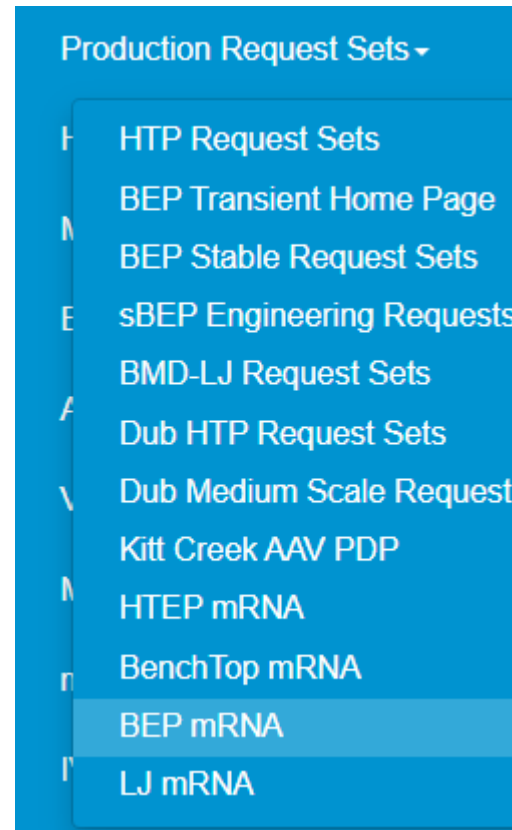 Production Request Sets
HTP Request Sets
BEP Transient Home Page
BEP Stable Request Sets
sBEP Engineering Requests
BMD-LJ Request Sets
Dub HTP Request Sets
Dub Medium Scale Request
Kitt Creek AAV PDP
HTEP mRNA
BenchTop mRNA
BEP mRNA
LJ mRNA